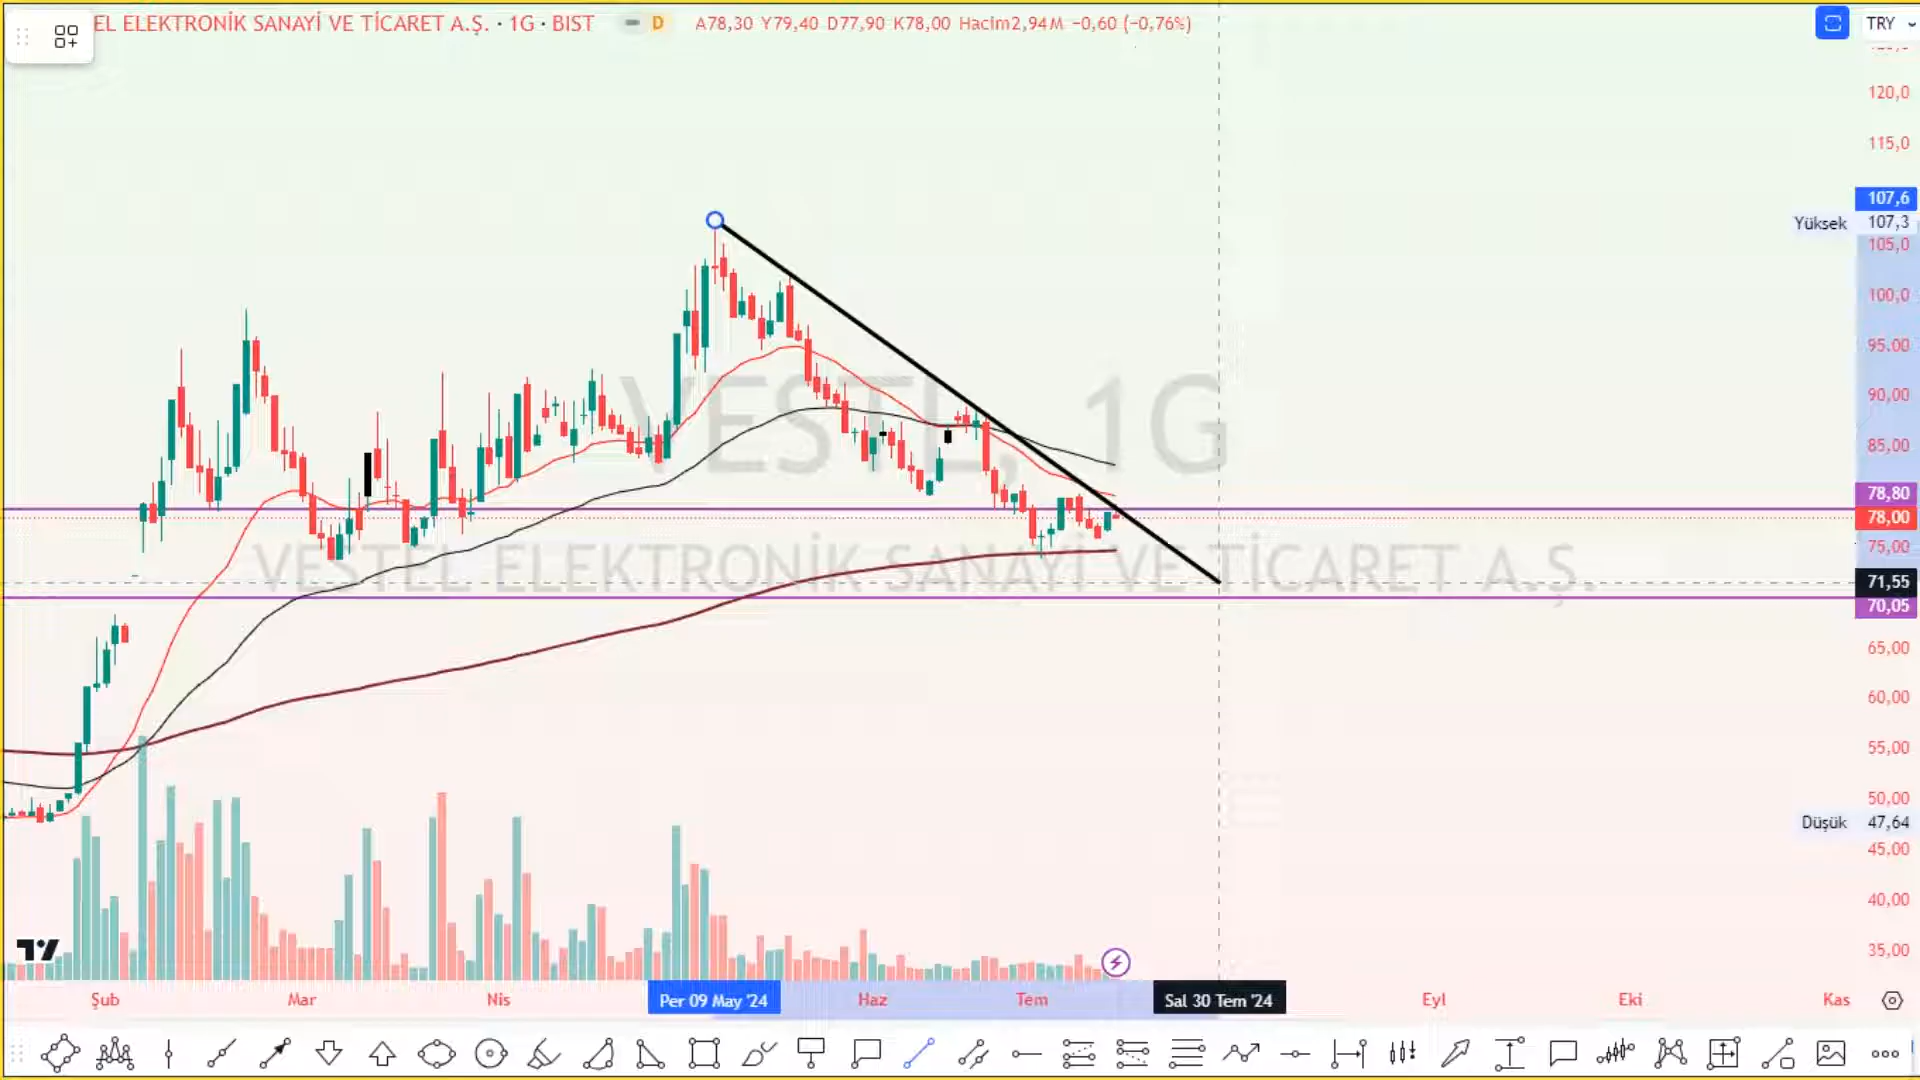 EL ELEKTRONİK SANAYİ VE TİCARET A.Ş. · 1G · BIST D A78,30 Y79,40 D77,90 K78,00 Hacim2,94M −0,60 (−0,76%)
TRY
120,0
115,0
107,6
Yüksek 107,3
105,0
100,0
95,00
90,00
85,00
VESTL, 1G
78,80
78,00
75,00
VESTEL ELEKTRONİK SANAYİ VE TİCARET A.Ş.
71,55
70,05
65,00
60,00
55,00
50,00
Düşük 47,64
45,00
40,00
35,00
Şub Mar Nis Per 09 May '24 Haz Tem Sal 30 Tem '24 Eyl Eki Kas